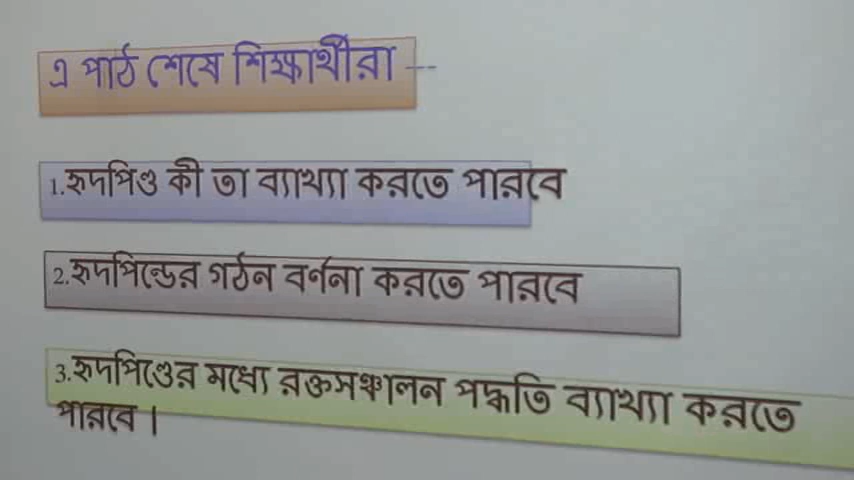 এ পাঠ শেষে শিক্ষার্থীরা ---
1.হৃদপিণ্ড কী তা ব্যাখ্যা করতে পারবে
2.হৃদপিন্ডের গঠন বর্ণনা করতে পারবে
3.হৃদপিণ্ডের মধ্যে রক্তসঞ্চালন পদ্ধতি ব্যাখ্যা করতে
পারবে ।